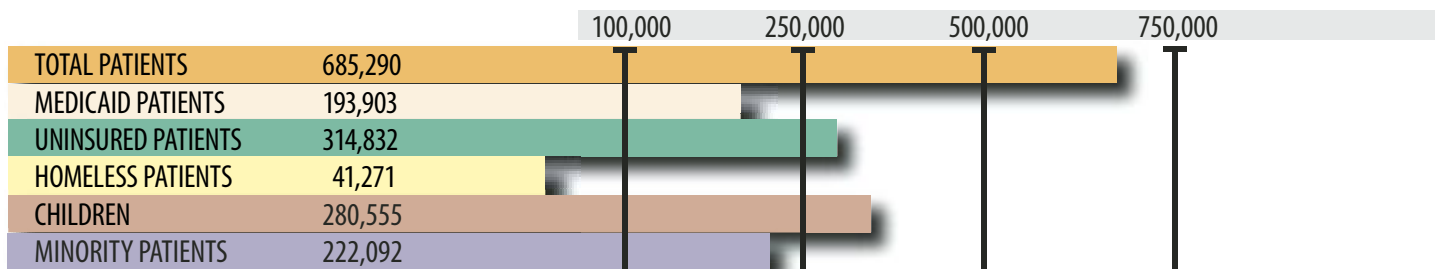 100,000 250,000 500,000 750,000
TOTAL PATIENTS 685,290
MEDICAID PATIENTS 193,903
UNINSURED PATIENTS 314,832
HOMELESS PATIENTS 41,271
CHILDREN 280,555
MINORITY PATIENTS 222,092